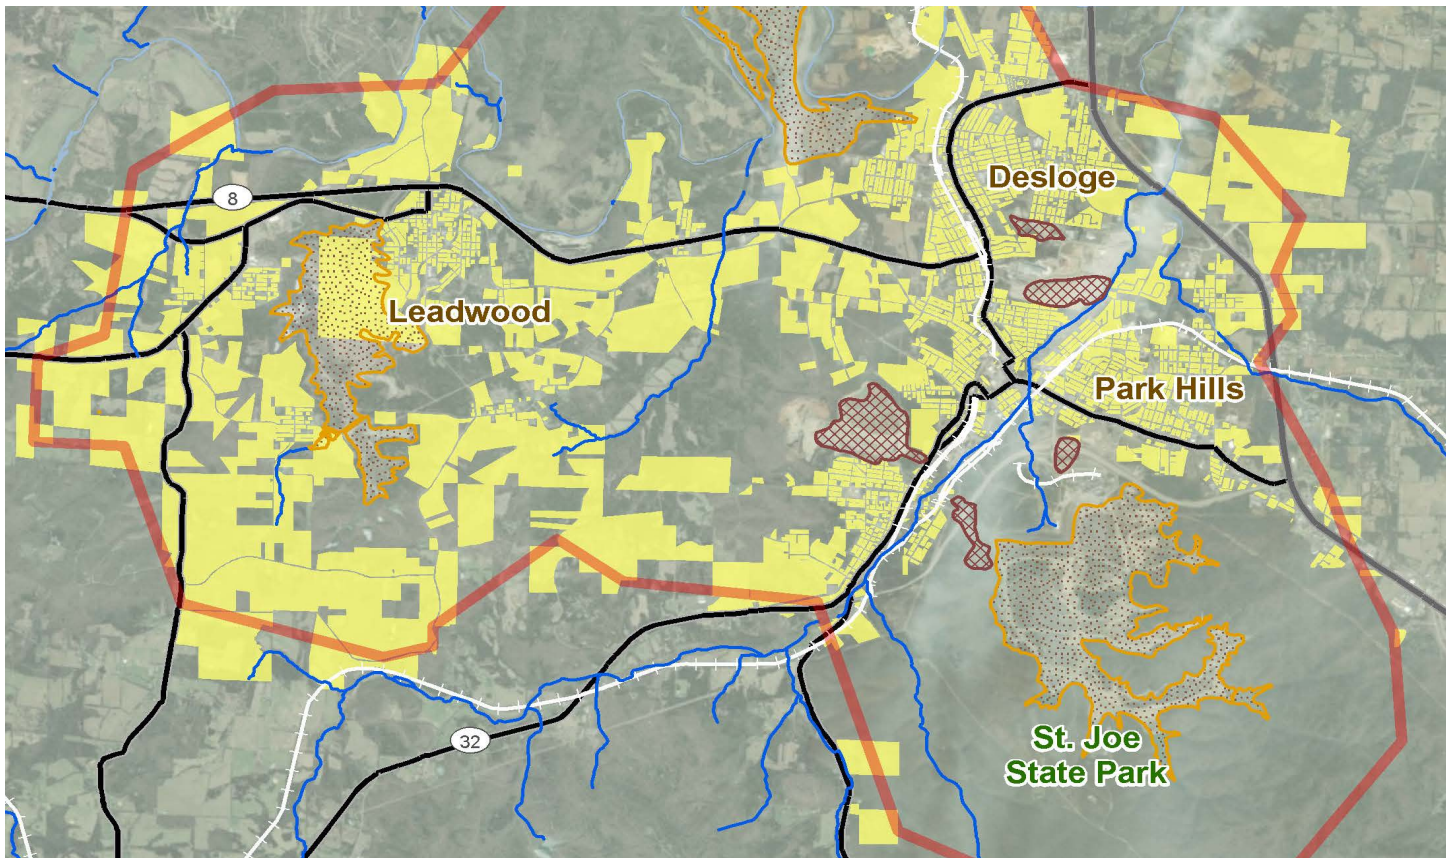 Desloge
8
Leadwood
Park Hills
St. Joe
State Park
32